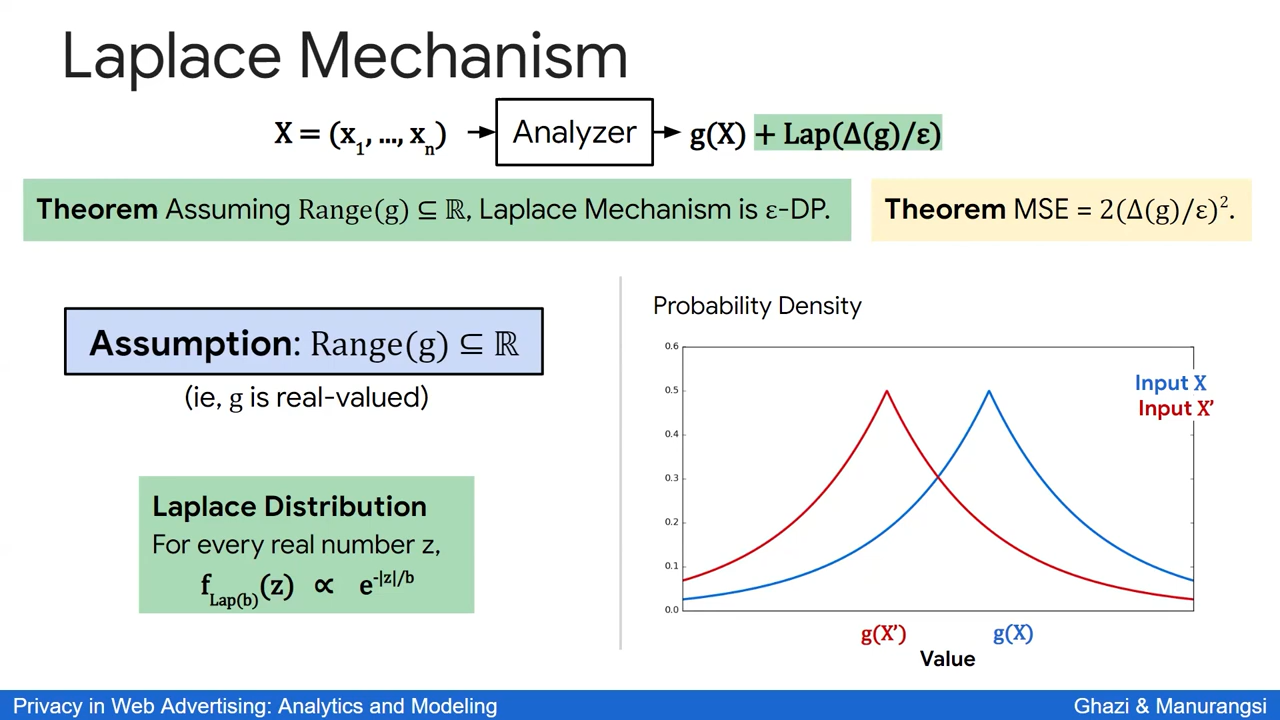 Laplace Mechanism
X = (x₁, ..., xₙ) Analyzer g(X) + Lap(Δ(g)/ε)
Theorem Assuming Range(g) ⊆ ℝ, Laplace Mechanism is ε-DP.
Theorem MSE = 2(Δ(g)/ε)².
Assumption: Range(g) ⊆ ℝ
(ie, g is real-valued)
Laplace Distribution
For every real number z,
f_Lap(b)(z) ∝ e^-|z|/b
Probability Density
0.6
0.5
0.4
0.3
0.2
0.1
0.0
Input X
Input X’
g(X’) g(X)
Value
Privacy in Web Advertising: Analytics and Modeling
Ghazi & Manurangsi